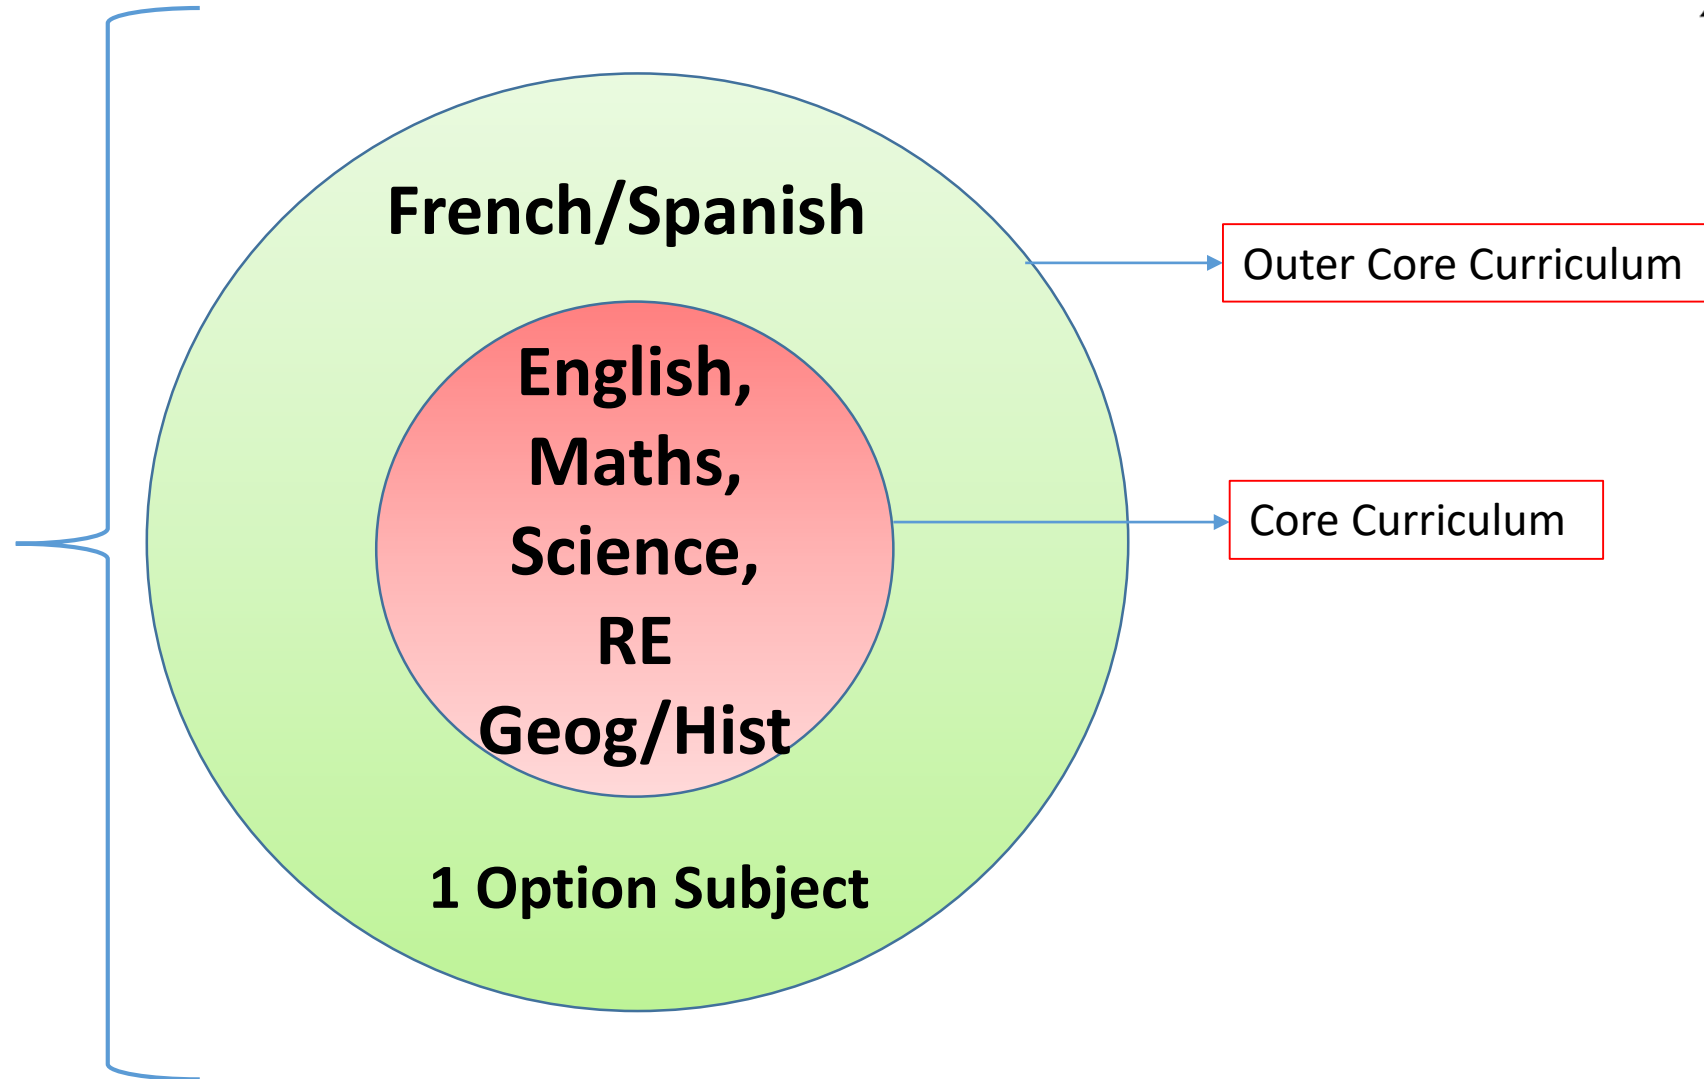 French/Spanish
Outer Core Curriculum
English,
Maths,
Science,
RE
Geog/Hist
Core Curriculum
1 Option Subject